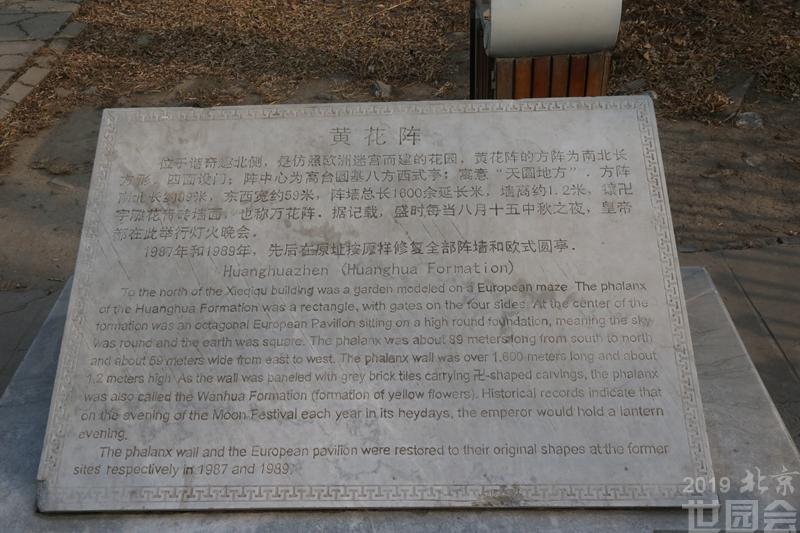 黄花阵
位于谐奇趣北侧，是仿照欧洲迷宫而建的花园，黄花阵的方阵为南北长
方形。四面设门；阵中心为高台圆基八方西式亭；寓意“天圆地方”．方阵
南北长约89米，东西宽约59米，阵墙总长1600余延长米，墙高约1.2米，镶卍
字雕花青砖墙面，也称万花阵．据记载，盛时每当八月十五中秋之夜，皇帝
都在此举行灯火晚会．
1987年和1989年，先后在原址按原样修复全部阵墙和欧式圆亭．
Huanghuazhen (Huanghua Formation)
To the north of the Xieqiqu building was a garden modeled on a European maze. The phalanx
of the Huanghua Formation was a rectangle, with gates on the four sides. At the center of the
formation was an octagonal European Pavilion sitting on a high round foundation, meaning the sky
was round and the earth was square. The phalanx was about 89 meters long from south to north
and about 59 meters wide from east to west. The phalanx wall was over 1,600 meters long and about
1.2 meters high. As the wall was paneled with grey brick tiles carrying 卍-shaped carvings, the phalanx
was also called the Wanhua Formation (formation of yellow flowers). Historical records indicate that
on the evening of the Moon Festival each year in its heydays, the emperor would hold a lantern
evening.
The phalanx wall and the European pavilion were restored to their original shapes at the former
sites respectively in 1987 and 1989.
2019 北京
世园会